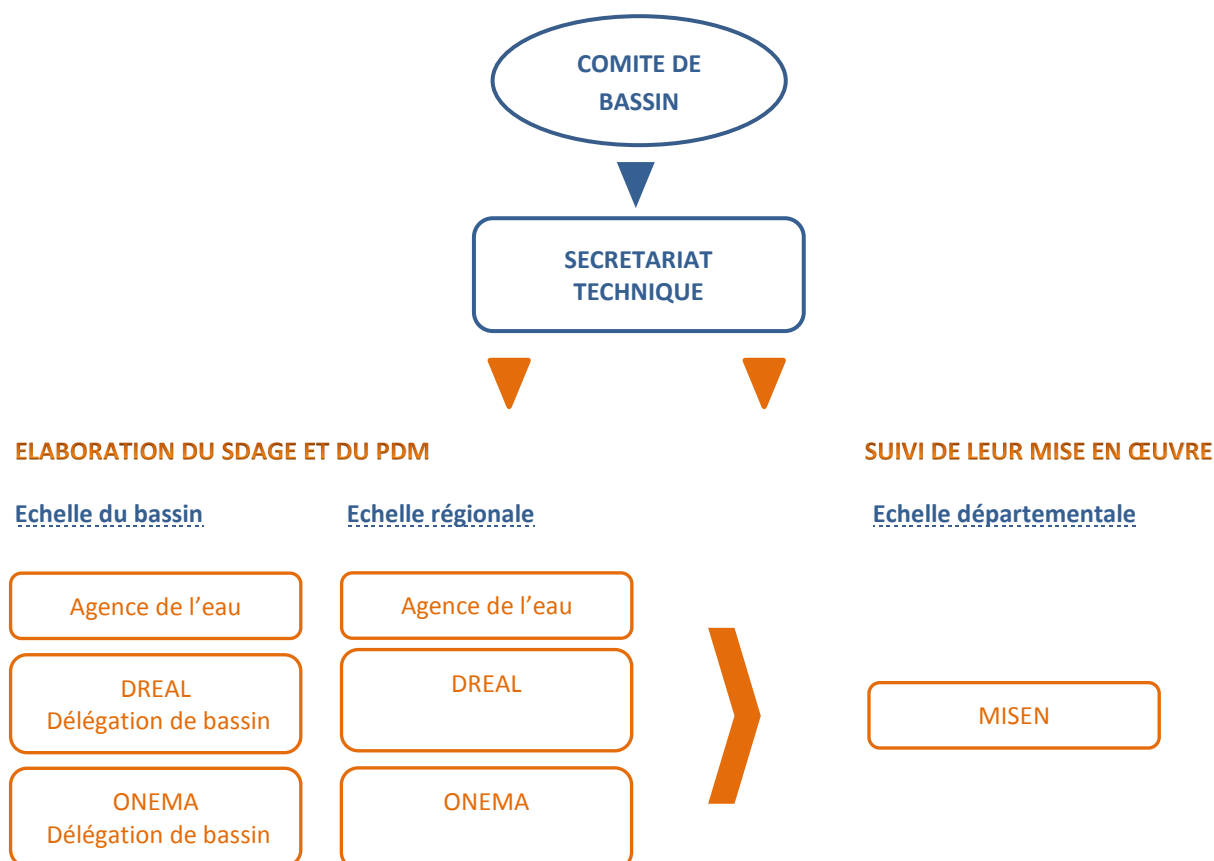 COMITE DE
BASSIN
SECRETARIAT
TECHNIQUE
ELABORATION DU SDAGE ET DU PDM
SUIVI DE LEUR MISE EN ŒUVRE
Echelle du bassin
Echelle régionale
Echelle départementale
Agence de l’eau
Agence de l’eau
DREAL
Délégation de bassin
DREAL
MISEN
ONEMA
Délégation de bassin
ONEMA